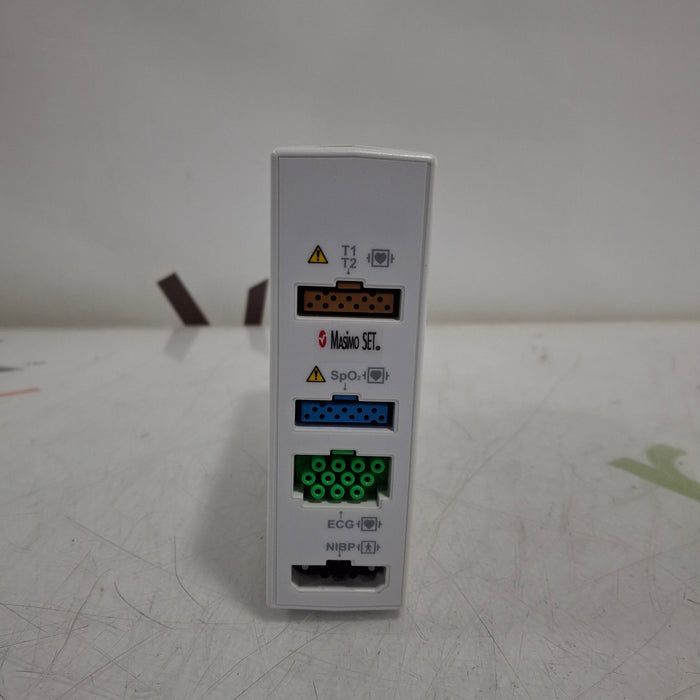 T1
T2
Masimo SET®
SpO₂
ECG
NIBP